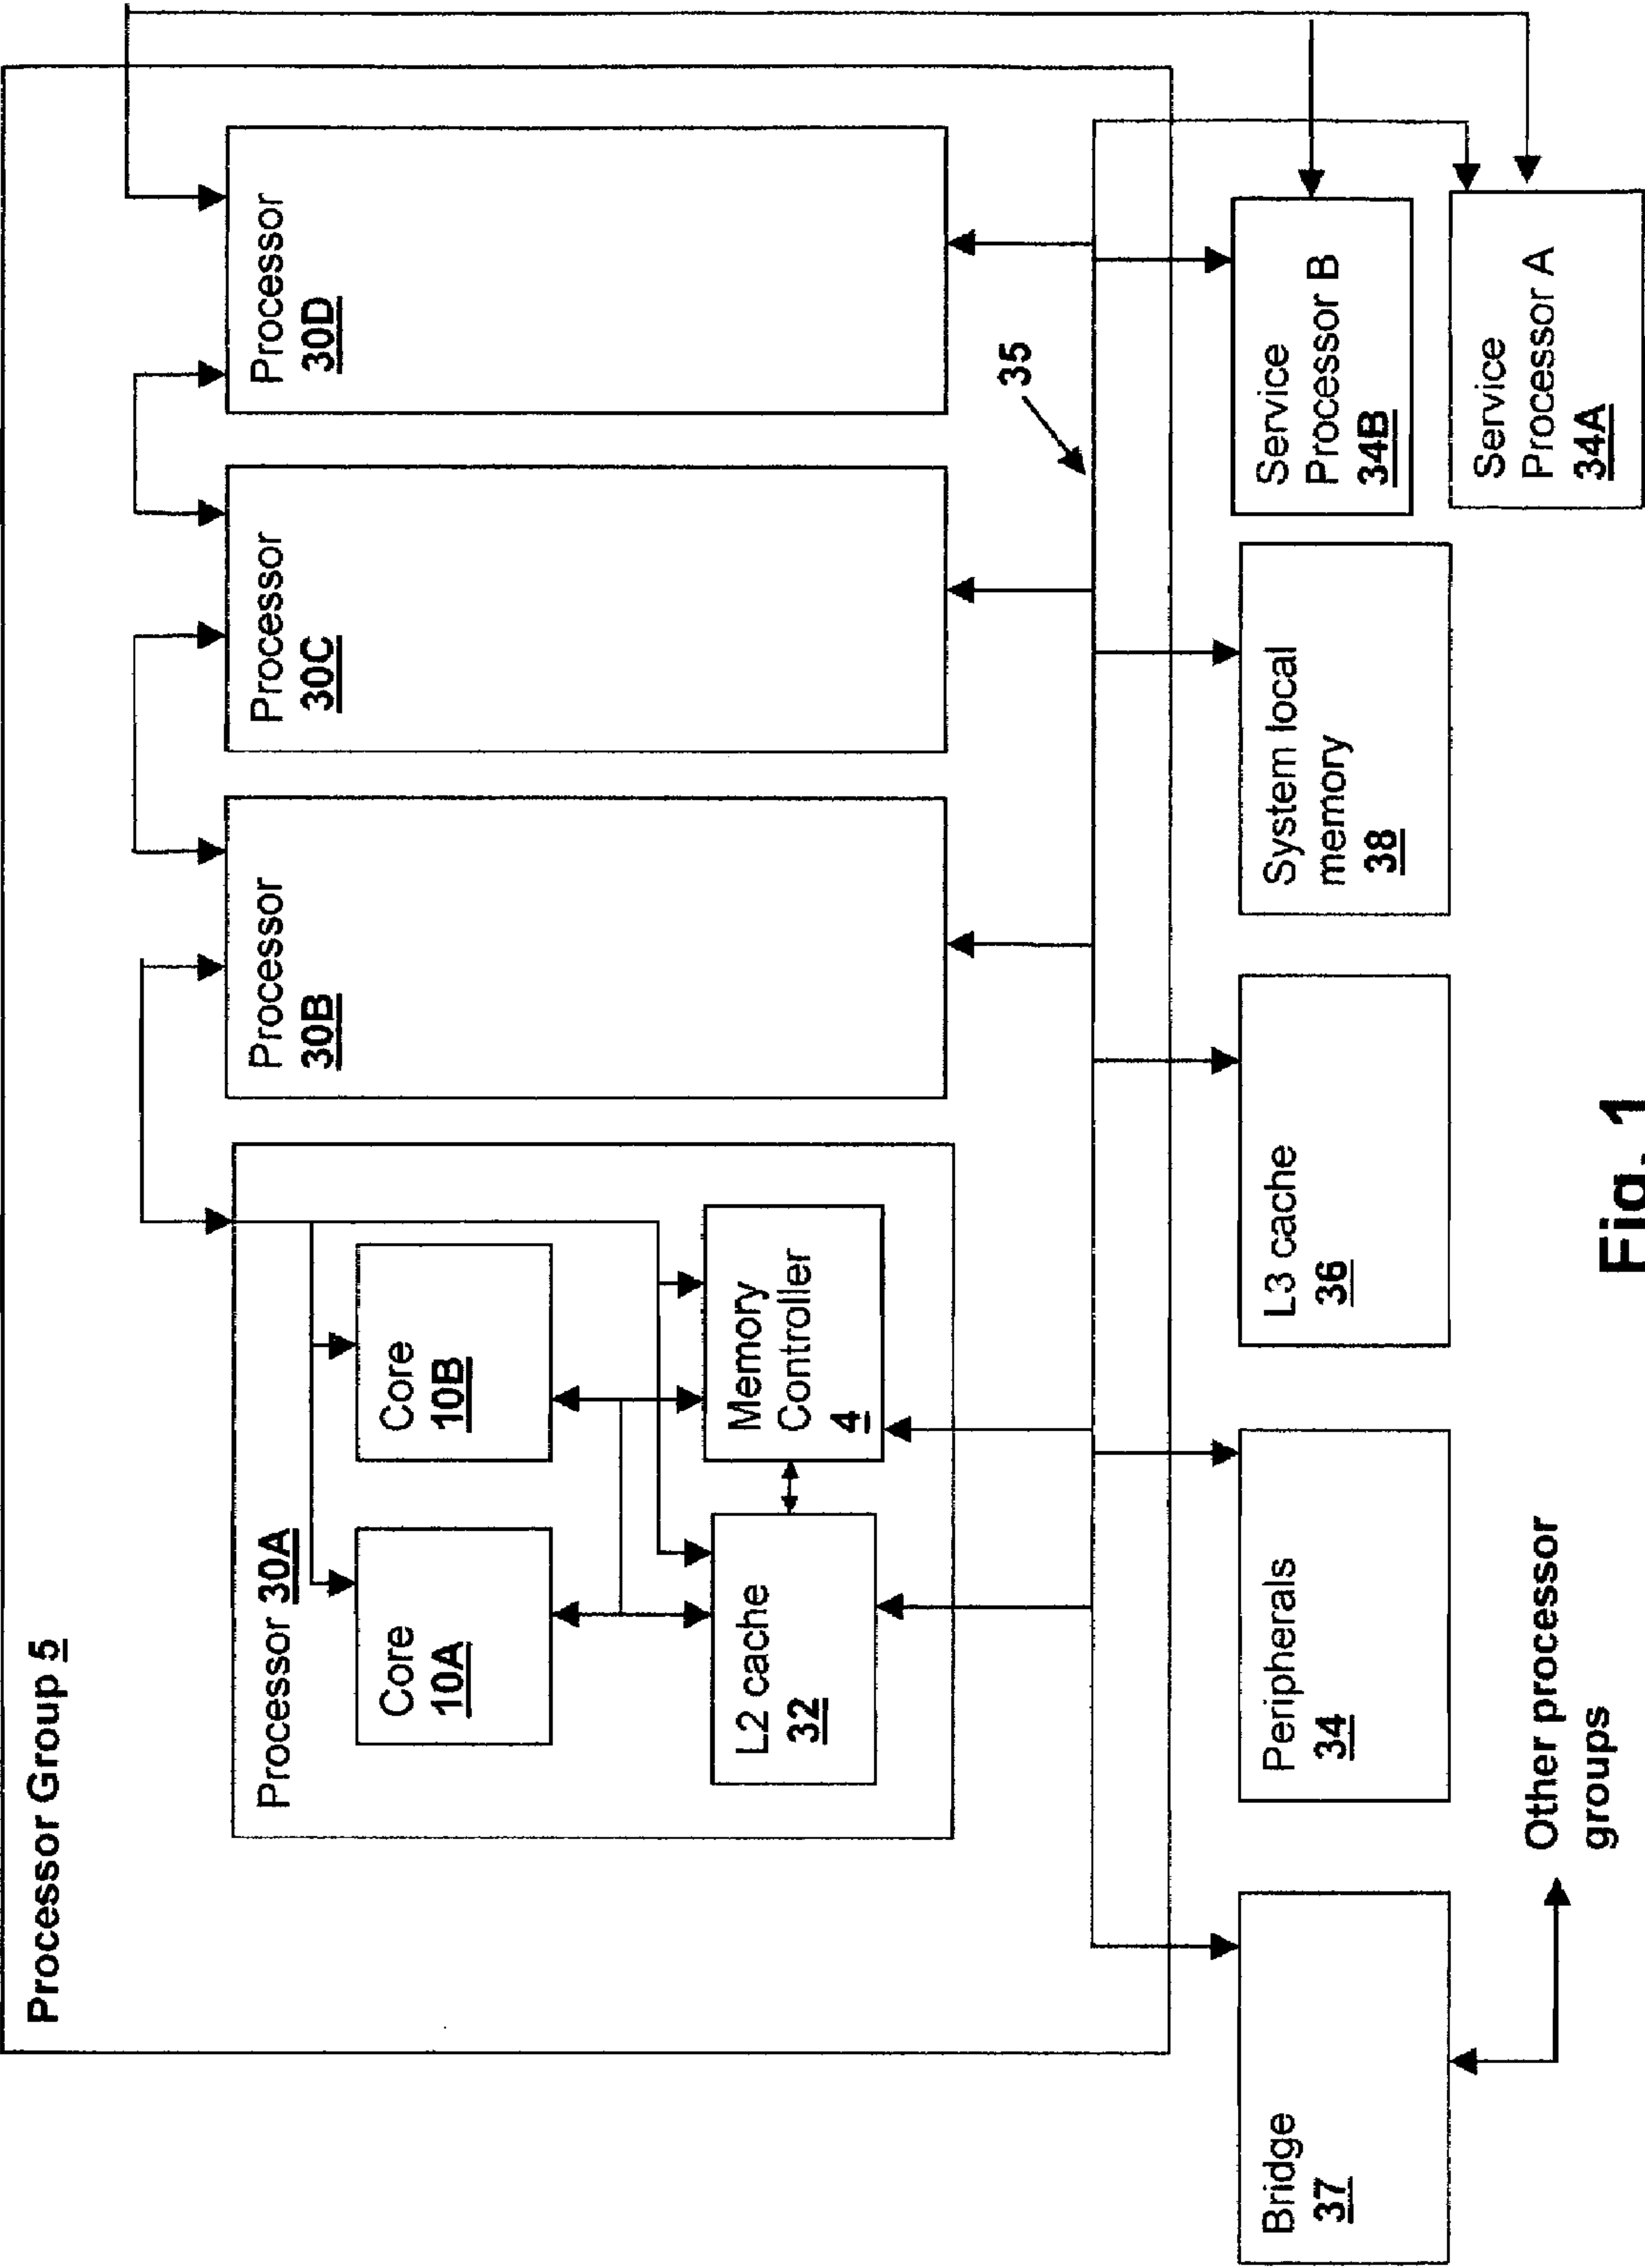 Processor Group 5
Processor 30A
Core
10A
Core
10B
L2 cache
32
Memory
Controller
4
Processor
30B
Processor
30C
Processor
30D
35
Bridge
37
Peripherals
34
L3 cache
36
System local
memory
38
Service
Processor B
34B
Service
Processor A
34A
Other processor
groups
Fig. 1